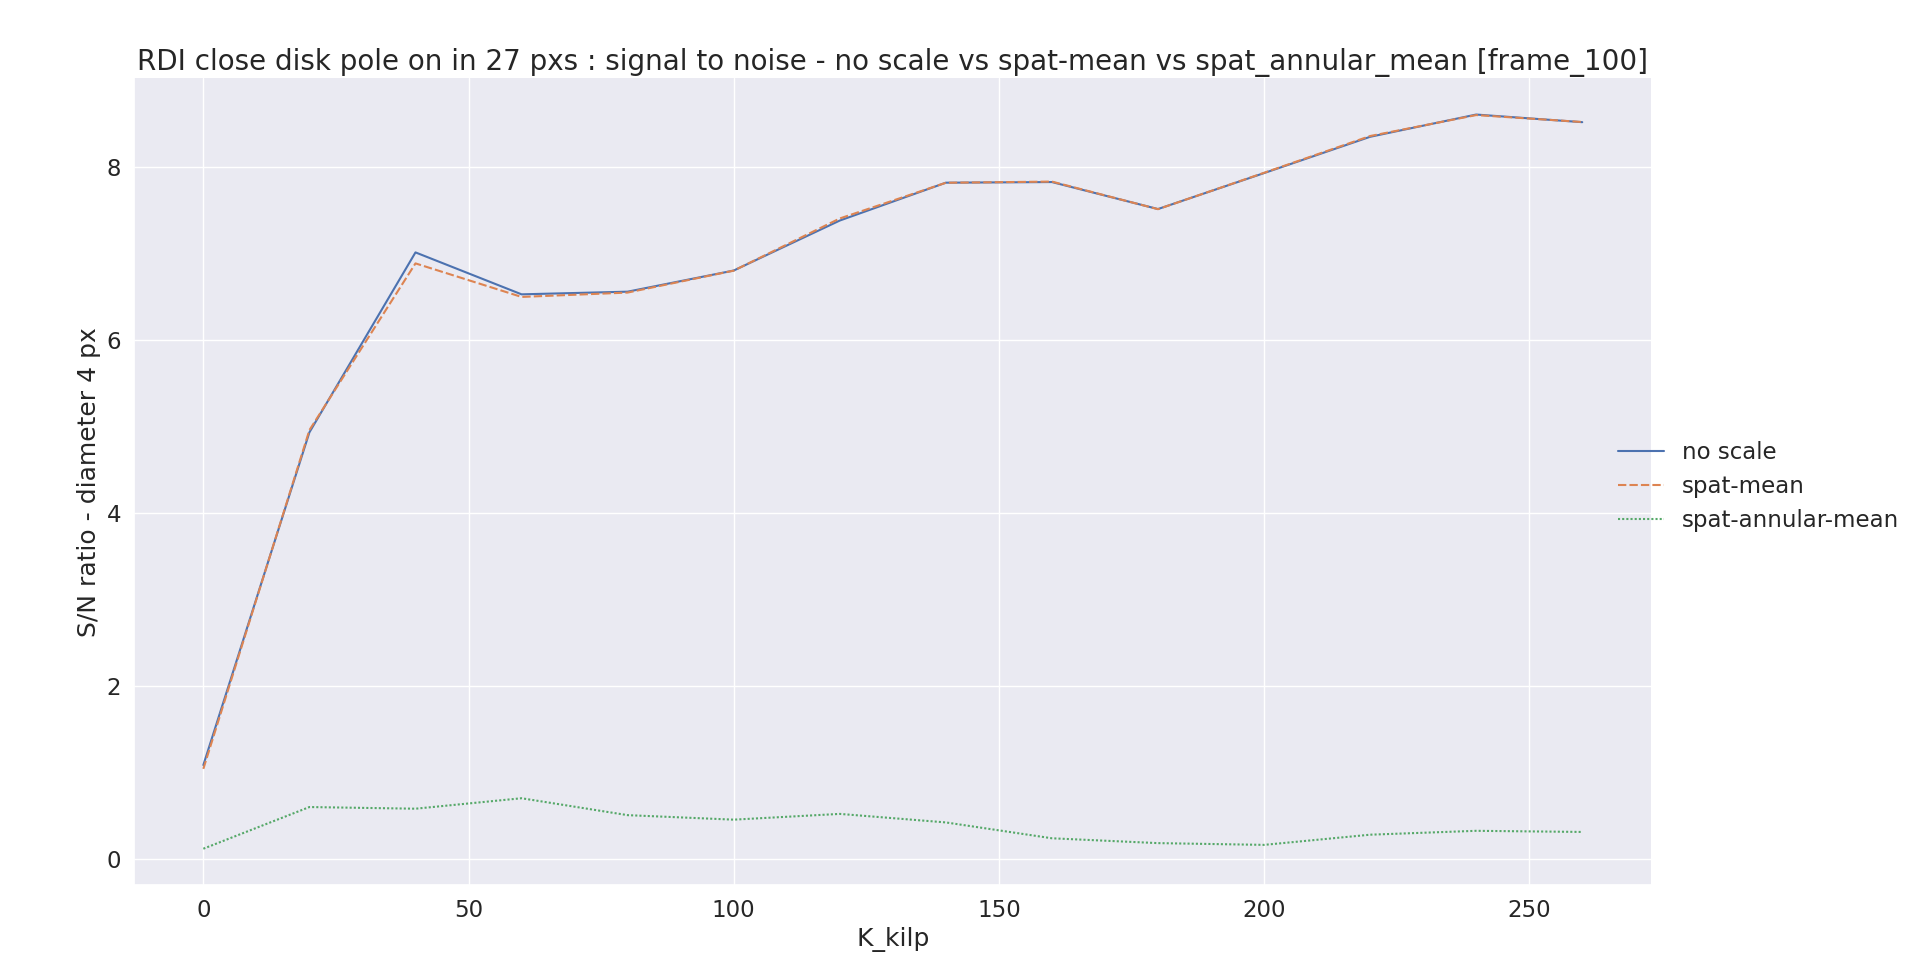 RDI close disk pole on in 27 pxs : signal to noise - no scale vs spat-mean vs spat_annular_mean [frame_100]
S/N ratio - diameter 4 px
8
6
4
2
0
no scale
spat-mean
spat-annular-mean
0 50 100 150 200 250
K_kilp